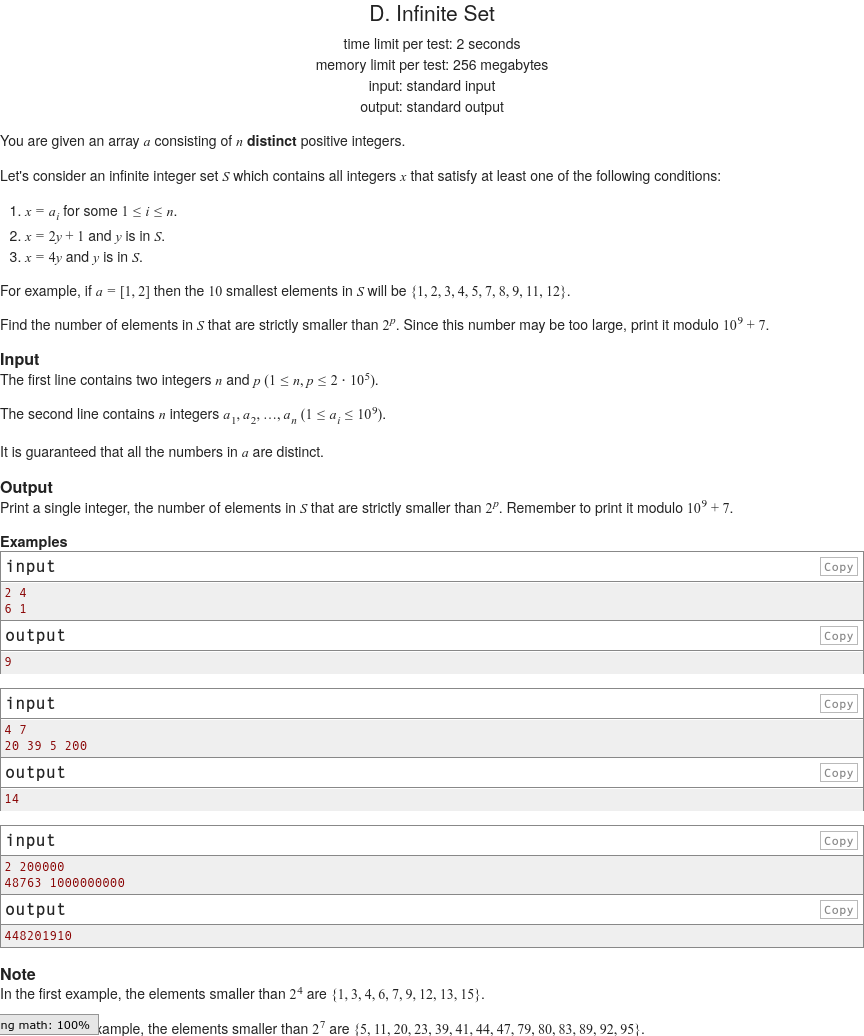 D. Infinite Set
time limit per test: 2 seconds
memory limit per test: 256 megabytes
input: standard input
output: standard output
You are given an array a consisting of n distinct positive integers.
Let's consider an infinite integer set S which contains all integers x that satisfy at least one of the following conditions:
1. x = a_i for some 1 ≤ i ≤ n.
2. x = 2y + 1 and y is in S.
3. x = 4y and y is in S.
For example, if a = [1, 2] then the 10 smallest elements in S will be {1, 2, 3, 4, 5, 7, 8, 9, 11, 12}.
Find the number of elements in S that are strictly smaller than 2^p. Since this number may be too large, print it modulo 10^9 + 7.
Input
The first line contains two integers n and p (1 ≤ n, p ≤ 2 · 10^5).
The second line contains n integers a_1, a_2, …, a_n (1 ≤ a_i ≤ 10^9).
It is guaranteed that all the numbers in a are distinct.
Output
Print a single integer, the number of elements in S that are strictly smaller than 2^p. Remember to print it modulo 10^9 + 7.
Examples
input Copy
2 4
6 1
output Copy
9
input Copy
4 7
20 39 5 200
output Copy
14
input Copy
2 200000
48763 1000000000
output Copy
448201910
Note
In the first example, the elements smaller than 2^4 are {1, 3, 4, 6, 7, 9, 12, 13, 15}.
ng math: 100% xample, the elements smaller than 2^7 are {5, 11, 20, 23, 39, 41, 44, 47, 79, 80, 83, 89, 92, 95}.